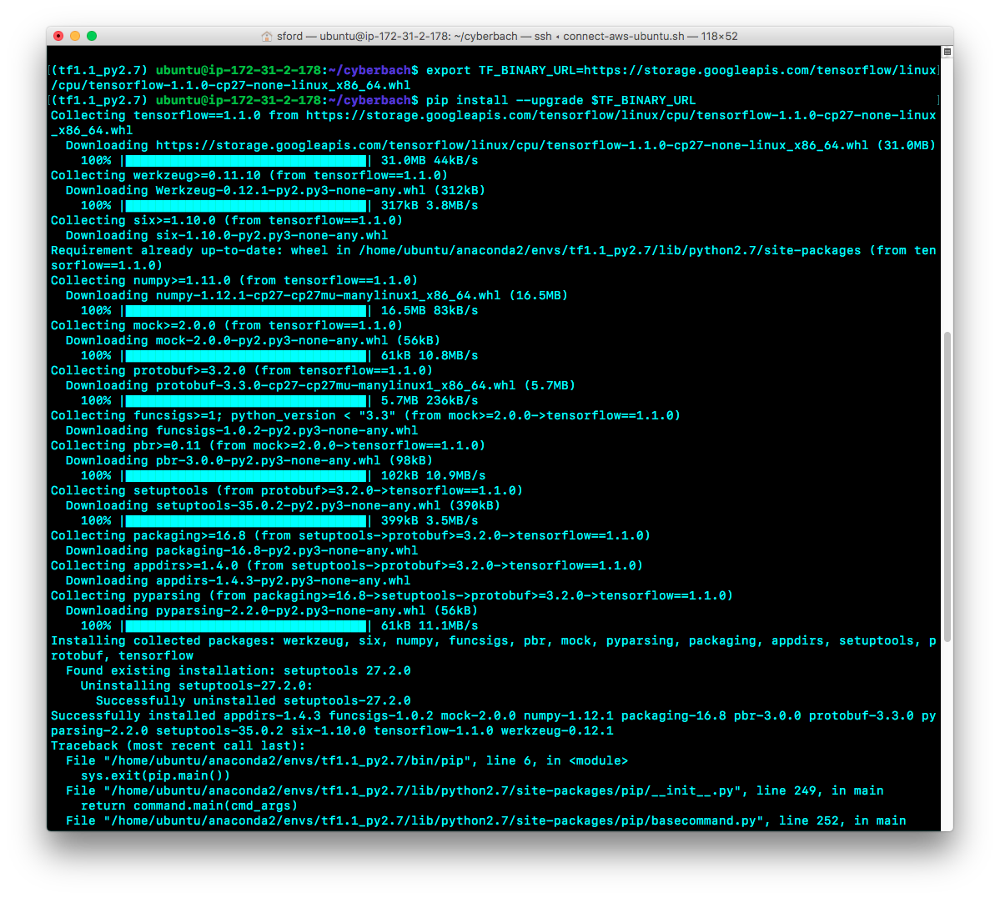 sford — ubuntu@ip-172-31-2-178: ~/cyberbach — ssh ◂ connect-aws-ubuntu.sh — 118×52
[(tf1.1_py2.7) ubuntu@ip-172-31-2-178:~/cyberbach$ export TF_BINARY_URL=https://storage.googleapis.com/tensorflow/linux]
/cpu/tensorflow-1.1.0-cp27-none-linux_x86_64.whl
[(tf1.1_py2.7) ubuntu@ip-172-31-2-178:~/cyberbach$ pip install --upgrade $TF_BINARY_URL ]
Collecting tensorflow==1.1.0 from https://storage.googleapis.com/tensorflow/linux/cpu/tensorflow-1.1.0-cp27-none-linux
_x86_64.whl
  Downloading https://storage.googleapis.com/tensorflow/linux/cpu/tensorflow-1.1.0-cp27-none-linux_x86_64.whl (31.0MB)
    100% |████████████████████████████████| 31.0MB 44kB/s
Collecting werkzeug>=0.11.10 (from tensorflow==1.1.0)
  Downloading Werkzeug-0.12.1-py2.py3-none-any.whl (312kB)
    100% |████████████████████████████████| 317kB 3.8MB/s
Collecting six>=1.10.0 (from tensorflow==1.1.0)
  Downloading six-1.10.0-py2.py3-none-any.whl
Requirement already up-to-date: wheel in /home/ubuntu/anaconda2/envs/tf1.1_py2.7/lib/python2.7/site-packages (from ten
sorflow==1.1.0)
Collecting numpy>=1.11.0 (from tensorflow==1.1.0)
  Downloading numpy-1.12.1-cp27-cp27mu-manylinux1_x86_64.whl (16.5MB)
    100% |████████████████████████████████| 16.5MB 83kB/s
Collecting mock>=2.0.0 (from tensorflow==1.1.0)
  Downloading mock-2.0.0-py2.py3-none-any.whl (56kB)
    100% |████████████████████████████████| 61kB 10.8MB/s
Collecting protobuf>=3.2.0 (from tensorflow==1.1.0)
  Downloading protobuf-3.3.0-cp27-cp27mu-manylinux1_x86_64.whl (5.7MB)
    100% |████████████████████████████████| 5.7MB 236kB/s
Collecting funcsigs>=1; python_version < "3.3" (from mock>=2.0.0->tensorflow==1.1.0)
  Downloading funcsigs-1.0.2-py2.py3-none-any.whl
Collecting pbr>=0.11 (from mock>=2.0.0->tensorflow==1.1.0)
  Downloading pbr-3.0.0-py2.py3-none-any.whl (98kB)
    100% |████████████████████████████████| 102kB 10.9MB/s
Collecting setuptools (from protobuf>=3.2.0->tensorflow==1.1.0)
  Downloading setuptools-35.0.2-py2.py3-none-any.whl (390kB)
    100% |████████████████████████████████| 399kB 3.5MB/s
Collecting packaging>=16.8 (from setuptools->protobuf>=3.2.0->tensorflow==1.1.0)
  Downloading packaging-16.8-py2.py3-none-any.whl
Collecting appdirs>=1.4.0 (from setuptools->protobuf>=3.2.0->tensorflow==1.1.0)
  Downloading appdirs-1.4.3-py2.py3-none-any.whl
Collecting pyparsing (from packaging>=16.8->setuptools->protobuf>=3.2.0->tensorflow==1.1.0)
  Downloading pyparsing-2.2.0-py2.py3-none-any.whl (56kB)
    100% |████████████████████████████████| 61kB 11.1MB/s
Installing collected packages: werkzeug, six, numpy, funcsigs, pbr, mock, pyparsing, packaging, appdirs, setuptools, p
rotobuf, tensorflow
  Found existing installation: setuptools 27.2.0
    Uninstalling setuptools-27.2.0:
      Successfully uninstalled setuptools-27.2.0
Successfully installed appdirs-1.4.3 funcsigs-1.0.2 mock-2.0.0 numpy-1.12.1 packaging-16.8 pbr-3.0.0 protobuf-3.3.0 py
parsing-2.2.0 setuptools-35.0.2 six-1.10.0 tensorflow-1.1.0 werkzeug-0.12.1
Traceback (most recent call last):
  File "/home/ubuntu/anaconda2/envs/tf1.1_py2.7/bin/pip", line 6, in <module>
    sys.exit(pip.main())
  File "/home/ubuntu/anaconda2/envs/tf1.1_py2.7/lib/python2.7/site-packages/pip/__init__.py", line 249, in main
    return command.main(cmd_args)
  File "/home/ubuntu/anaconda2/envs/tf1.1_py2.7/lib/python2.7/site-packages/pip/basecommand.py", line 252, in main